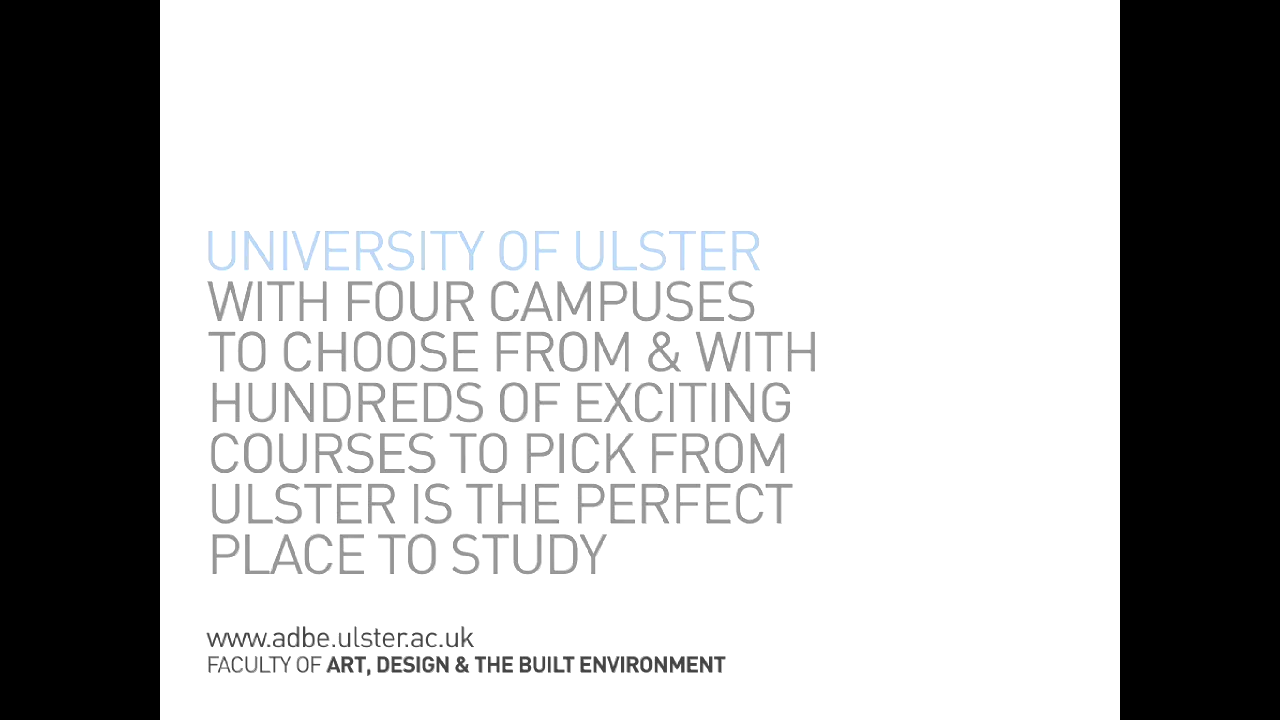 UNIVERSITY OF ULSTER
WITH FOUR CAMPUSES
TO CHOOSE FROM & WITH
HUNDREDS OF EXCITING
COURSES TO PICK FROM
ULSTER IS THE PERFECT
PLACE TO STUDY
www.adbe.ulster.ac.uk
FACULTY OF ART, DESIGN & THE BUILT ENVIRONMENT